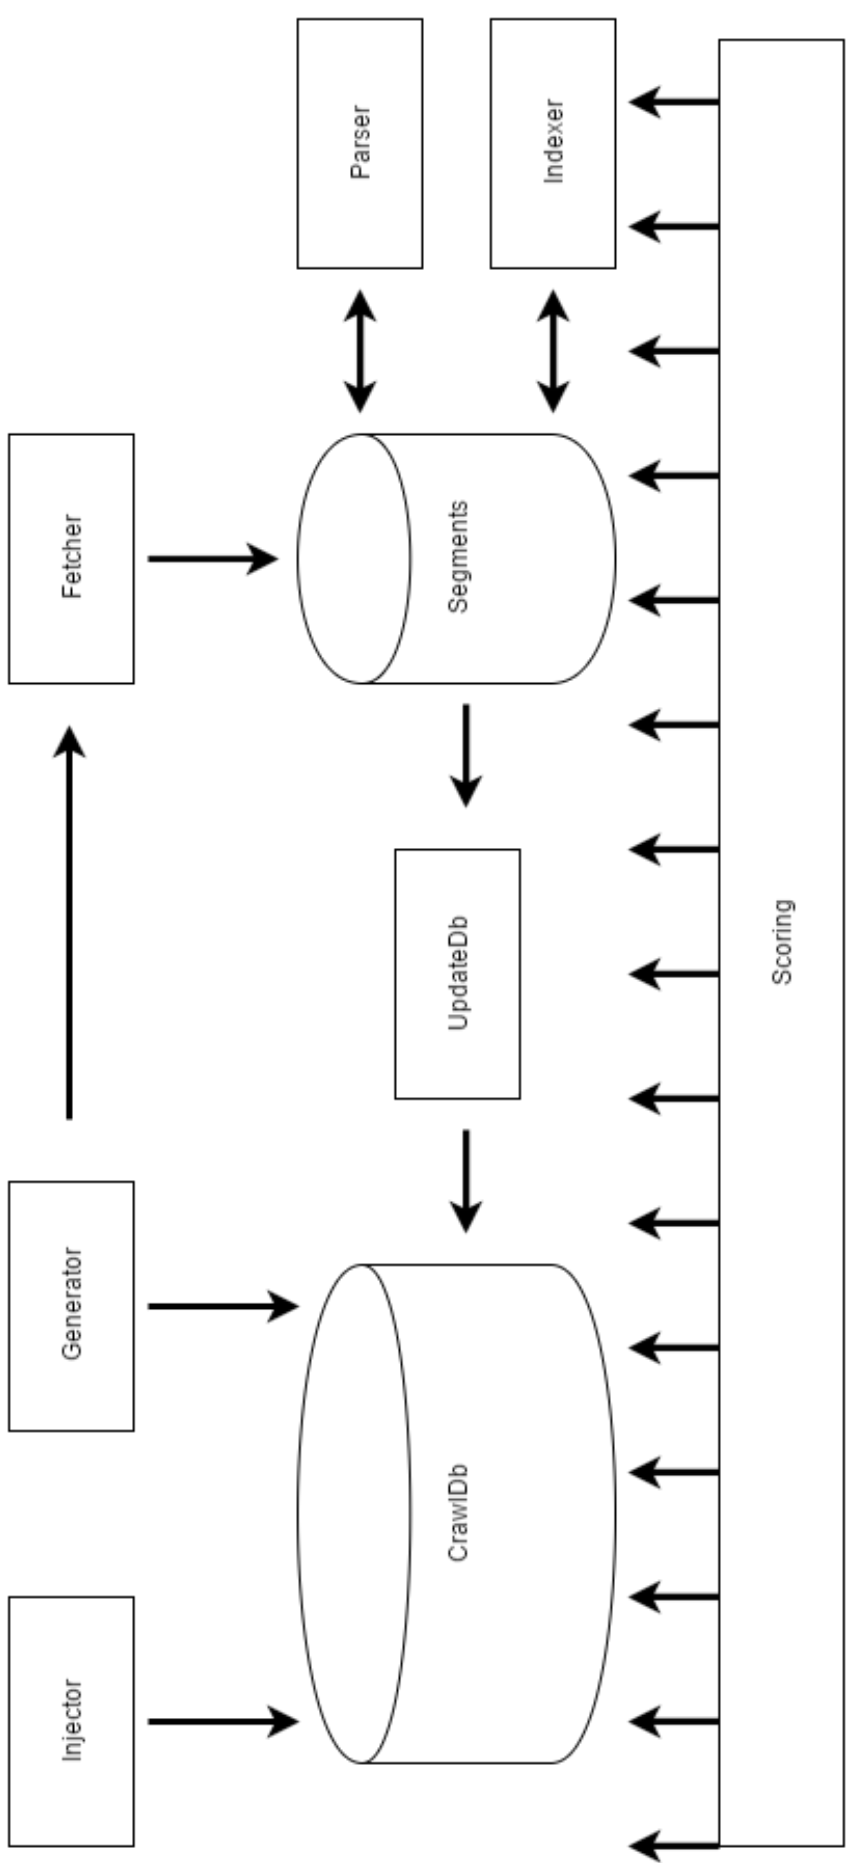 Injector
Generator
Fetcher
Parser
CrawlDb
UpdateDb
Segments
Indexer
Scoring